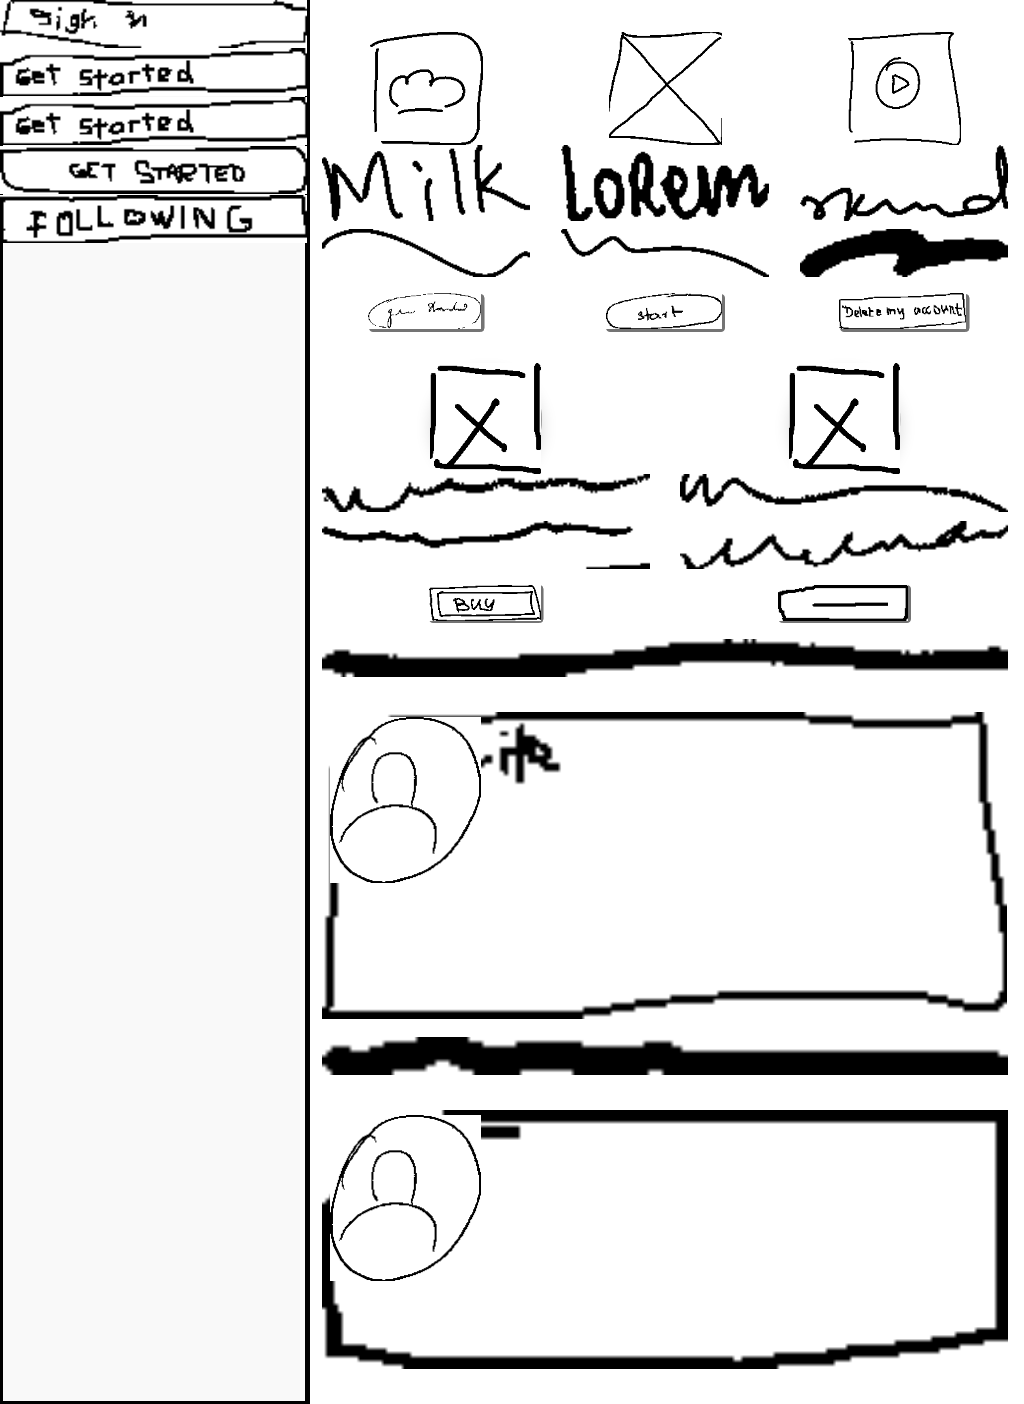 Sign in
Get Started
Get Started
GET STARTED
FOLLOWING
Milk
LoRem
start
Delete my account
BUY